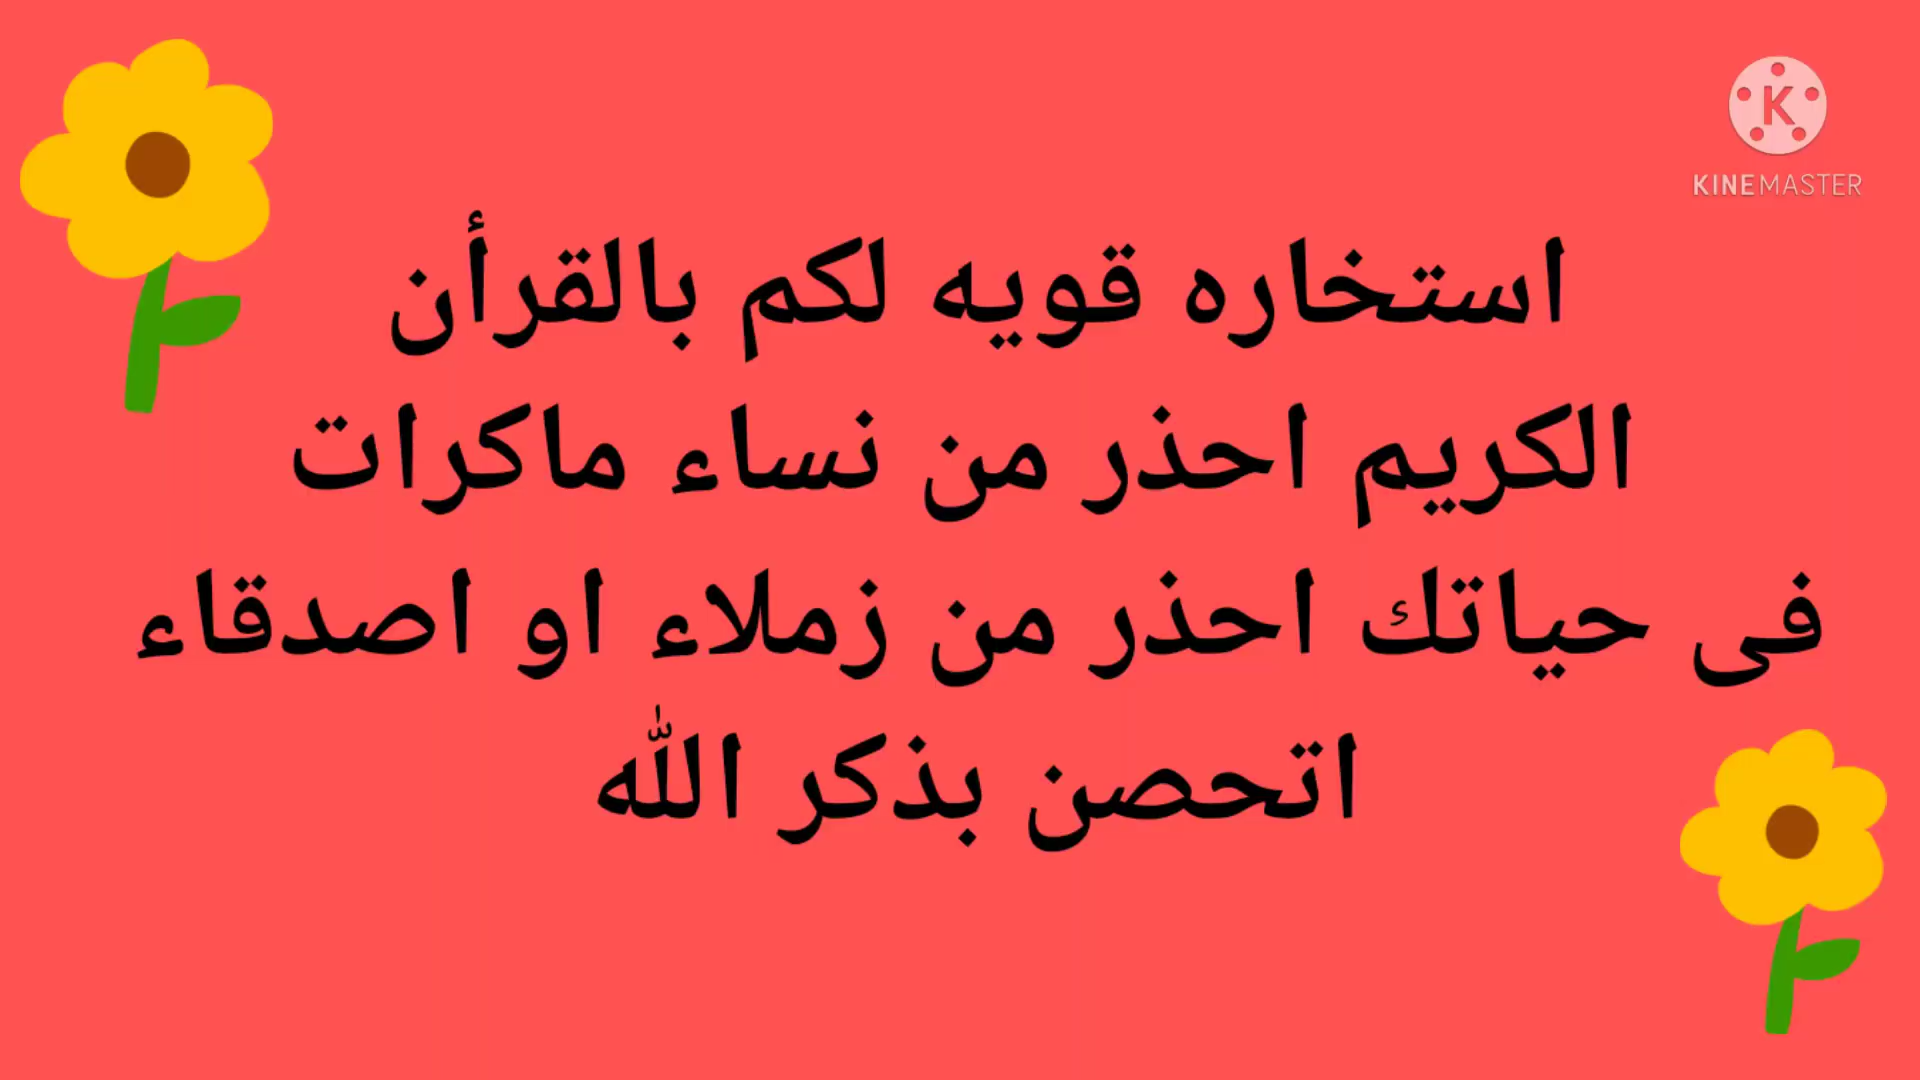 KINEMASTER
استخاره قويه لكم بالقرأن
الكريم احذر من نساء ماكرات
فى حياتك احذر من زملاء او اصدقاء
اتحصن بذكر الله